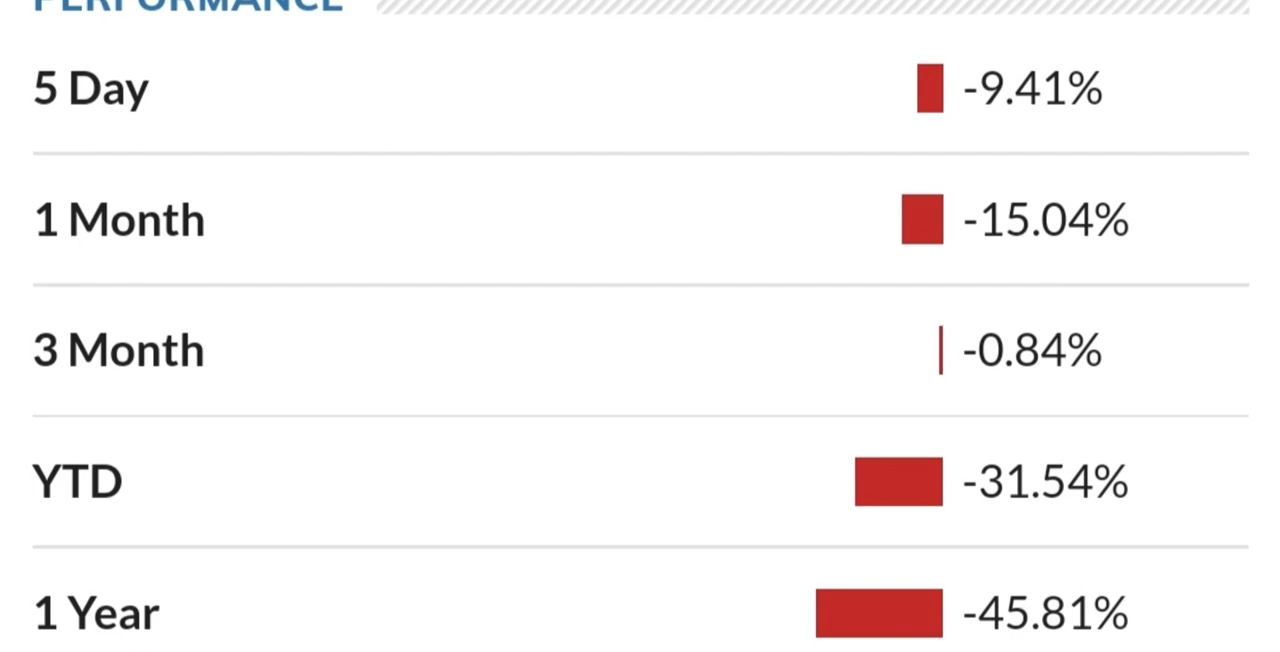 PERFORMANCE
5 Day -9.41%
1 Month -15.04%
3 Month -0.84%
YTD -31.54%
1 Year -45.81%